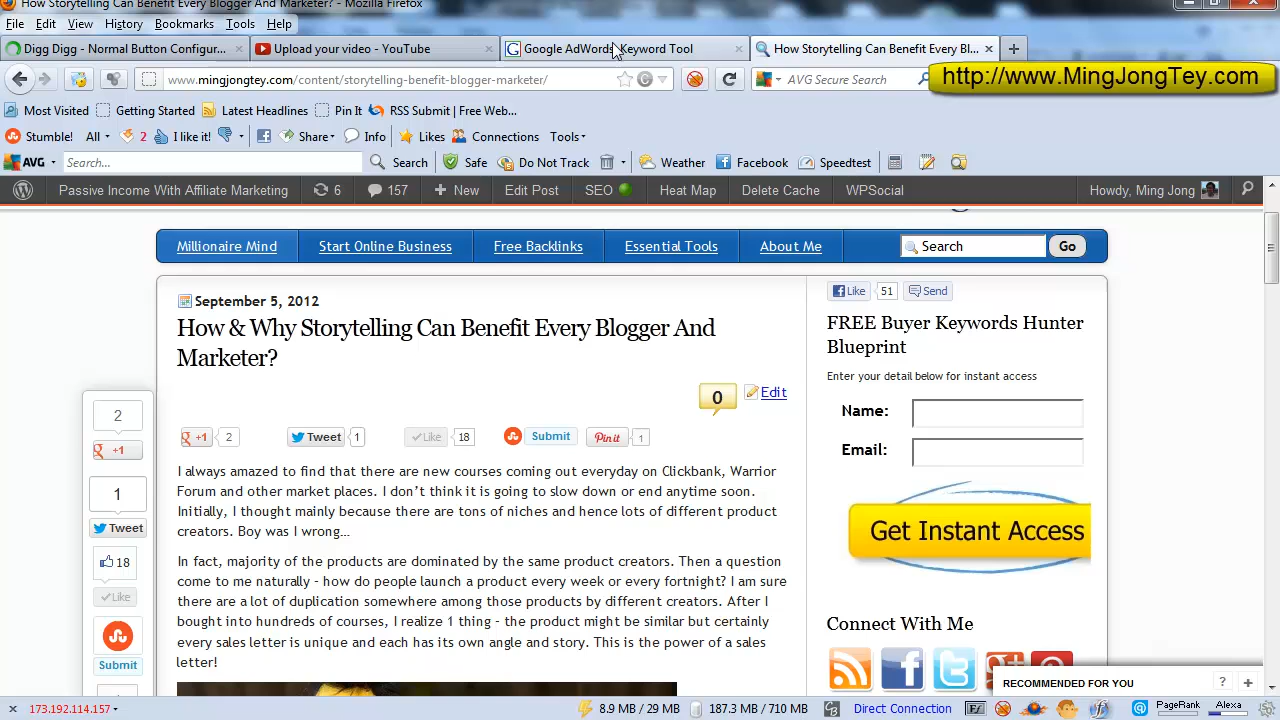 How Storytelling Can Benefit Every Blogger And Marketer? - Mozilla Firefox
File Edit View History Bookmarks Tools Help
Digg Digg - Normal Button Configur... × Upload your video - YouTube × Google AdWords Keyword Tool × How Storytelling Can Benefit Every Bl... × +
www.mingjongtey.com/content/storytelling-benefit-blogger-marketer/ AVG Secure Search
http://www.MingJongTey.com
Most Visited Getting Started Latest Headlines Pin It RSS Submit | Free Web...
Stumble! All 2 I like it! Share Info Likes Connections Tools
AVG Search... Search Safe Do Not Track Weather Facebook Speedtest
Passive Income With Affiliate Marketing 6 157 + New Edit Post SEO Heat Map Delete Cache WPSocial Howdy, Ming Jong
Millionaire Mind Start Online Business Free Backlinks Essential Tools About Me Search Go
September 5, 2012
How & Why Storytelling Can Benefit Every Blogger And
Marketer?
0 Edit
+1 2 Tweet 1 Like 18 Submit Pin it 1
I always amazed to find that there are new courses coming out everyday on Clickbank, Warrior
Forum and other market places. I don't think it is going to slow down or end anytime soon.
Initially, I thought mainly because there are tons of niches and hence lots of different product
creators. Boy was I wrong...
In fact, majority of the products are dominated by the same product creators. Then a question
come to me naturally - how do people launch a product every week or every fortnight? I am sure
there are a lot of duplication somewhere among those products by different creators. After I
bought into hundreds of courses, I realize 1 thing - the product might be similar but certainly
every sales letter is unique and each has its own angle and story. This is the power of a sales
letter!
2
+1
1
Tweet
18
Like
Submit
Like 51 Send
FREE Buyer Keywords Hunter
Blueprint
Enter your detail below for instant access
Name:
Email:
Get Instant Access
Connect With Me
RECOMMENDED FOR YOU ? +
× 173.192.114.157 8.9 MB / 29 MB 187.3 MB / 710 MB Direct Connection PageRank Alexa